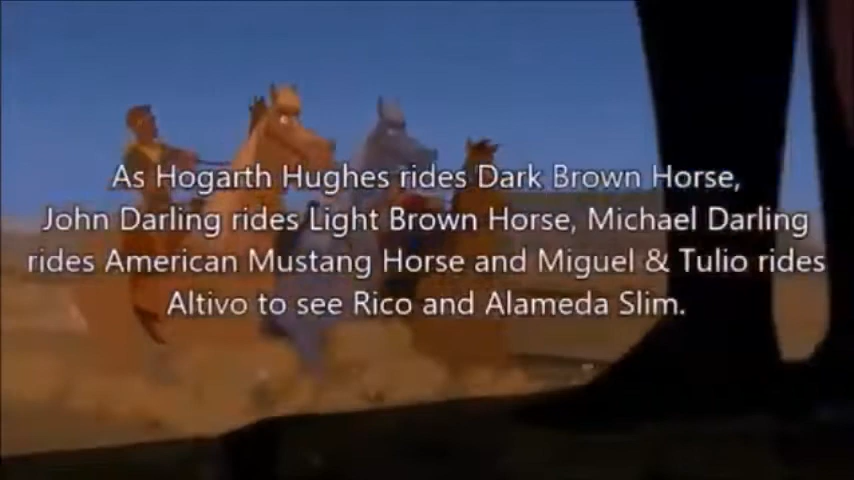 As Hogarth Hughes rides Dark Brown Horse,
John Darling rides Light Brown Horse, Michael Darling
rides American Mustang Horse and Miguel & Tulio rides
Altivo to see Rico and Alameda Slim.